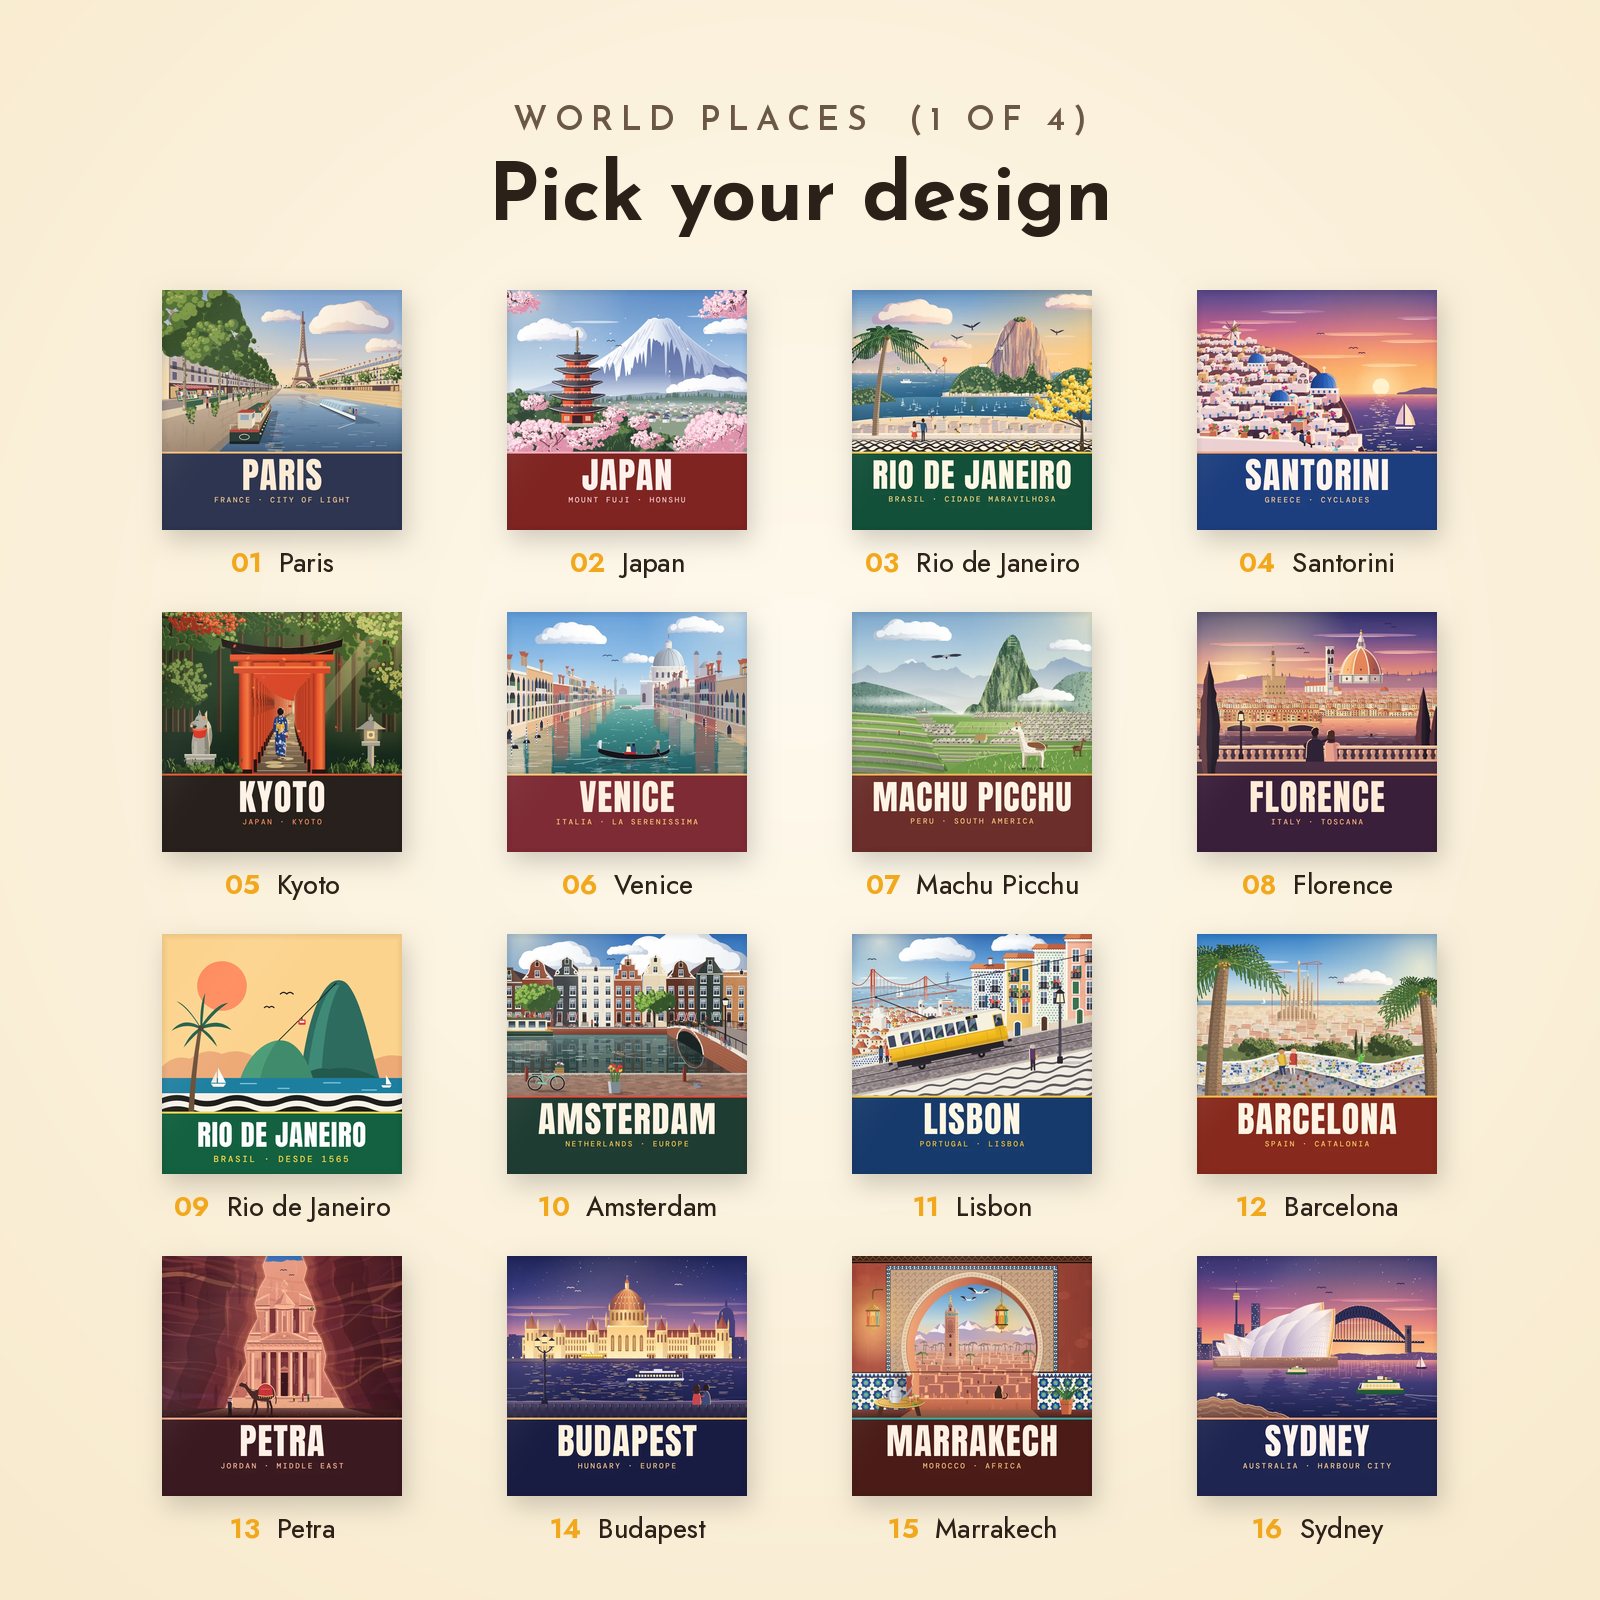 WORLD PLACES (1 OF 4)
Pick your design
PARIS
FRANCE · CITY OF LIGHT
01 Paris
JAPAN
MOUNT FUJI · HONSHU
02 Japan
RIO DE JANEIRO
BRASIL · CIDADE MARAVILHOSA
03 Rio de Janeiro
SANTORINI
GREECE · CYCLADES
04 Santorini
KYOTO
JAPAN · KYOTO
05 Kyoto
VENICE
ITALIA · LA SERENISSIMA
06 Venice
MACHU PICCHU
PERU · SOUTH AMERICA
07 Machu Picchu
FLORENCE
ITALY · TOSCANA
08 Florence
RIO DE JANEIRO
BRASIL · DESDE 1565
09 Rio de Janeiro
AMSTERDAM
NETHERLANDS · EUROPE
10 Amsterdam
LISBON
PORTUGAL · LISBOA
11 Lisbon
BARCELONA
SPAIN · CATALONIA
12 Barcelona
PETRA
JORDAN · MIDDLE EAST
13 Petra
BUDAPEST
HUNGARY · EUROPE
14 Budapest
MARRAKECH
MOROCCO · AFRICA
15 Marrakech
SYDNEY
AUSTRALIA · HARBOUR CITY
16 Sydney